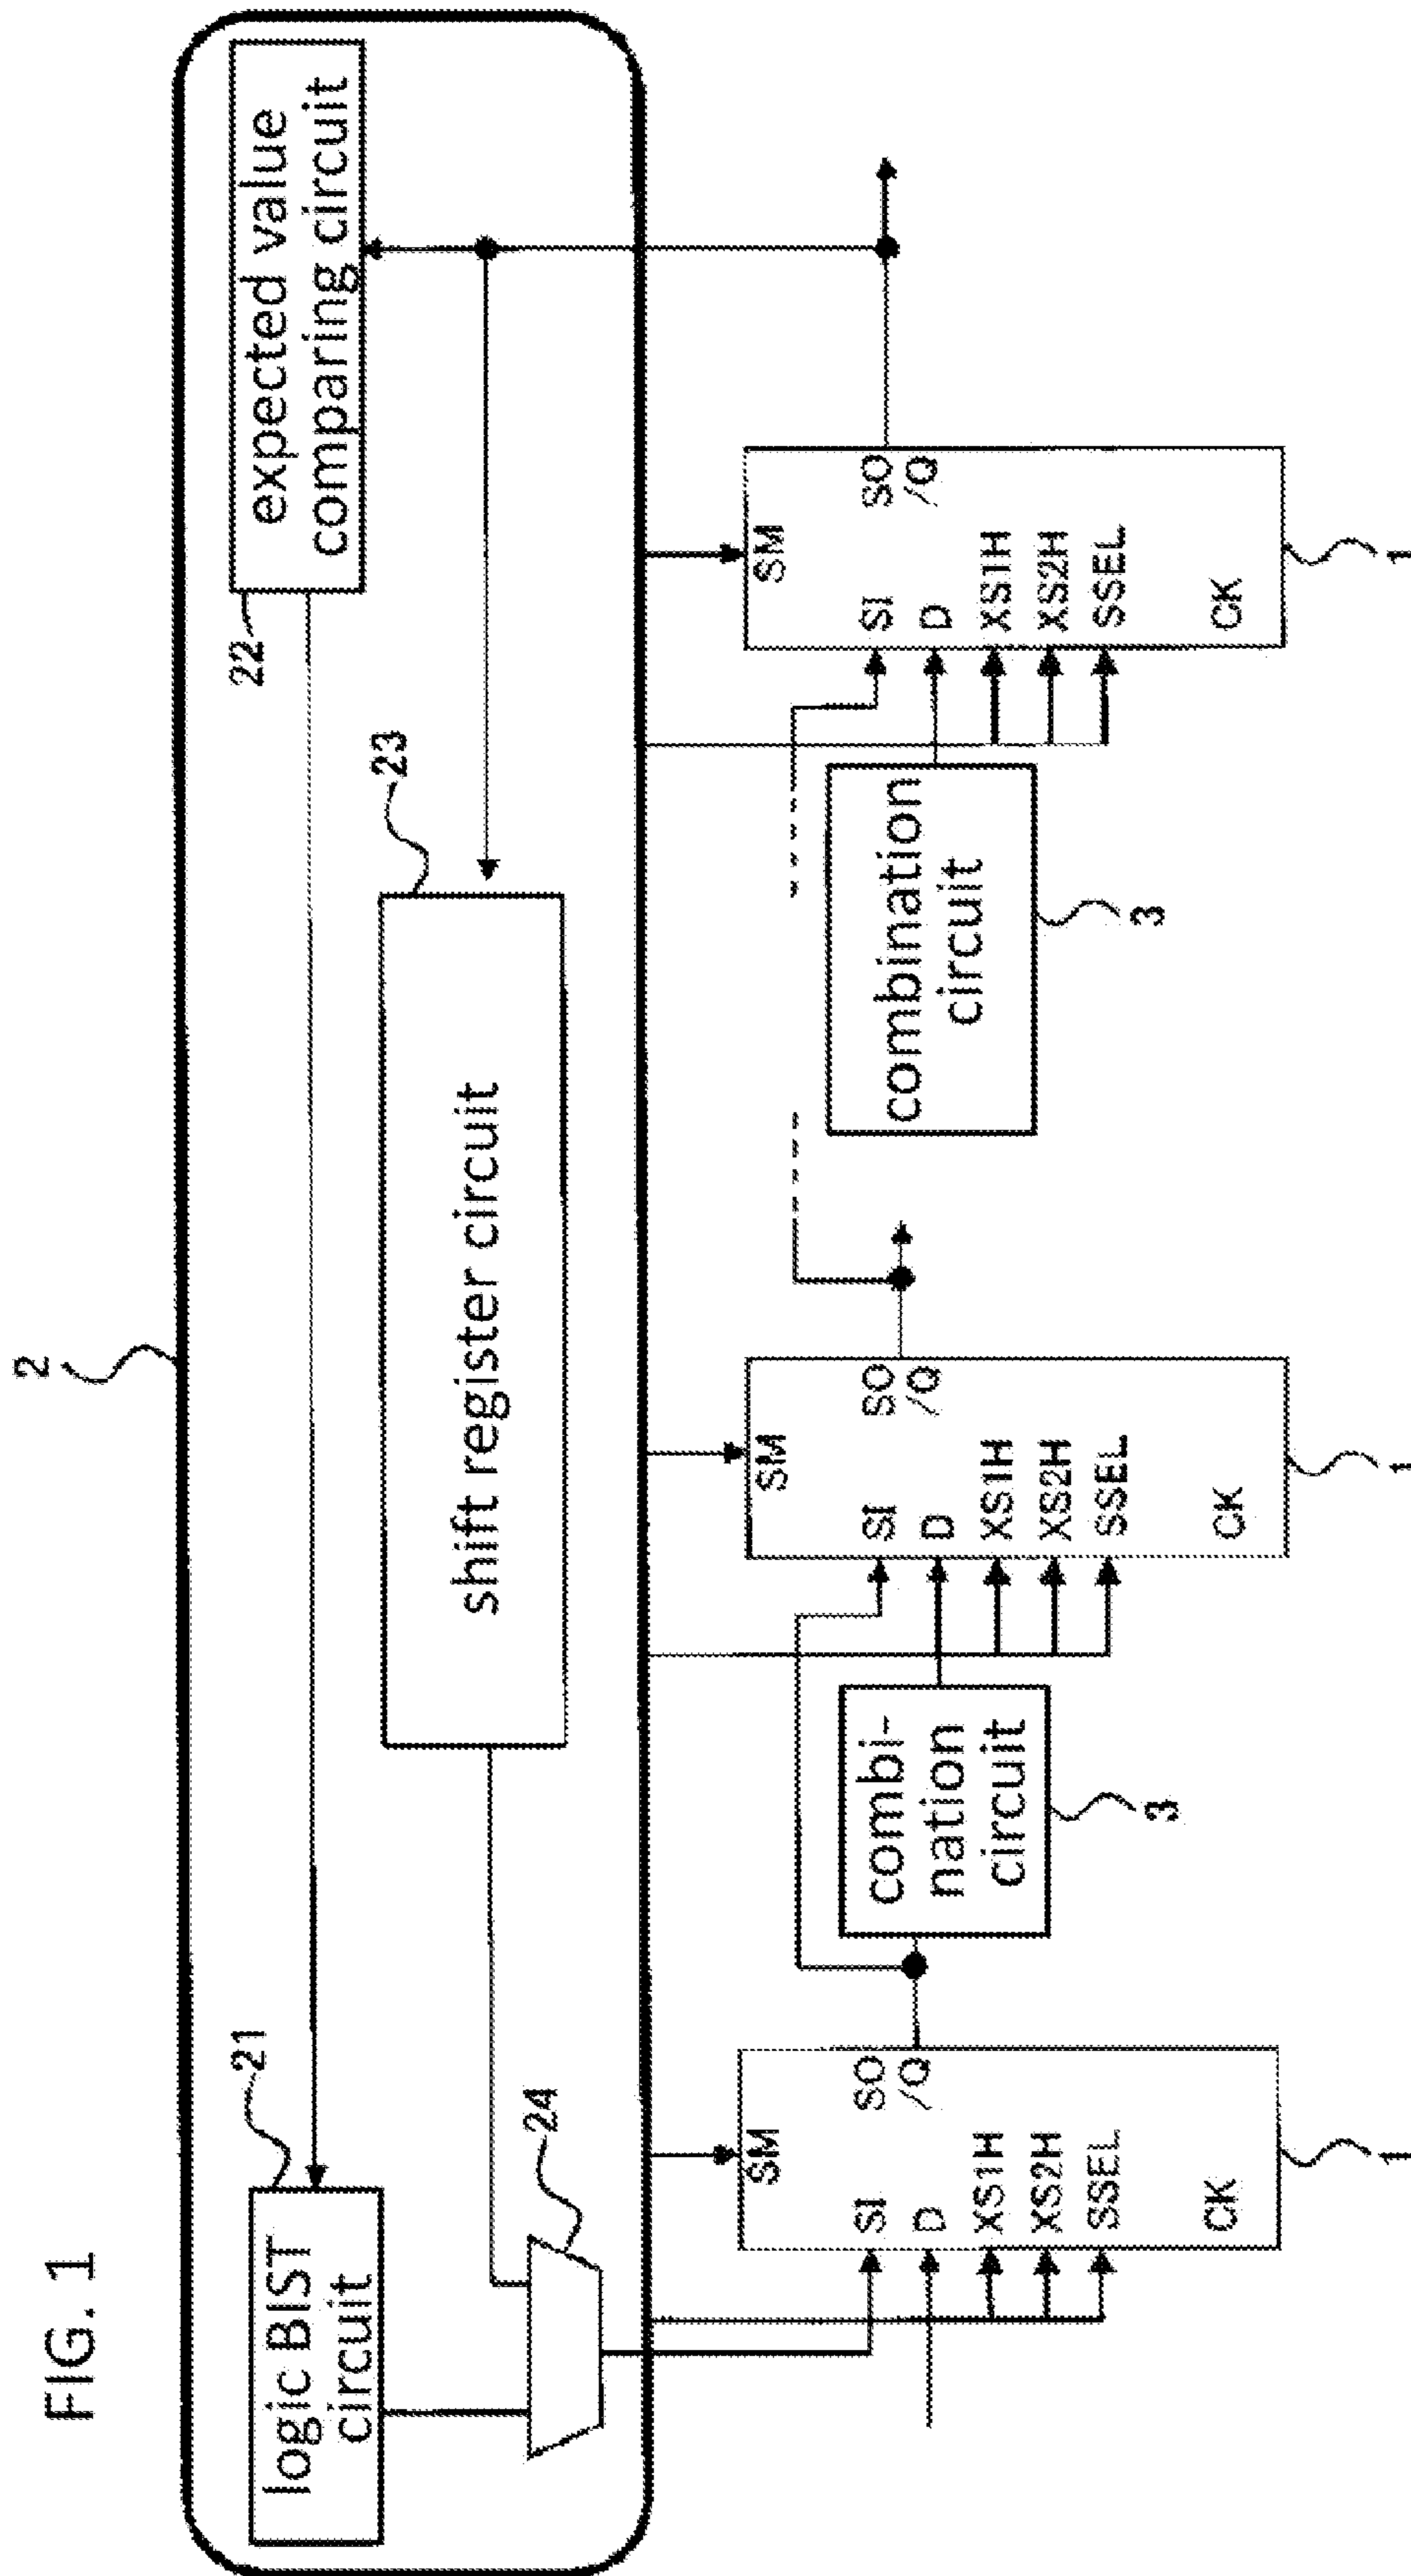 FIG. 1
2
logic BIST
circuit
21
expected value
comparing circuit
22
shift register circuit
23
24
SM
SI
SO
/Q
D
XS1H
XS2H
SSEL
CK
1
combi-
nation
circuit
3
SM
SI
SO
/Q
D
XS1H
XS2H
SSEL
CK
1
combination
circuit
3
SM
SI
SO
/Q
D
XS1H
XS2H
SSEL
CK
1